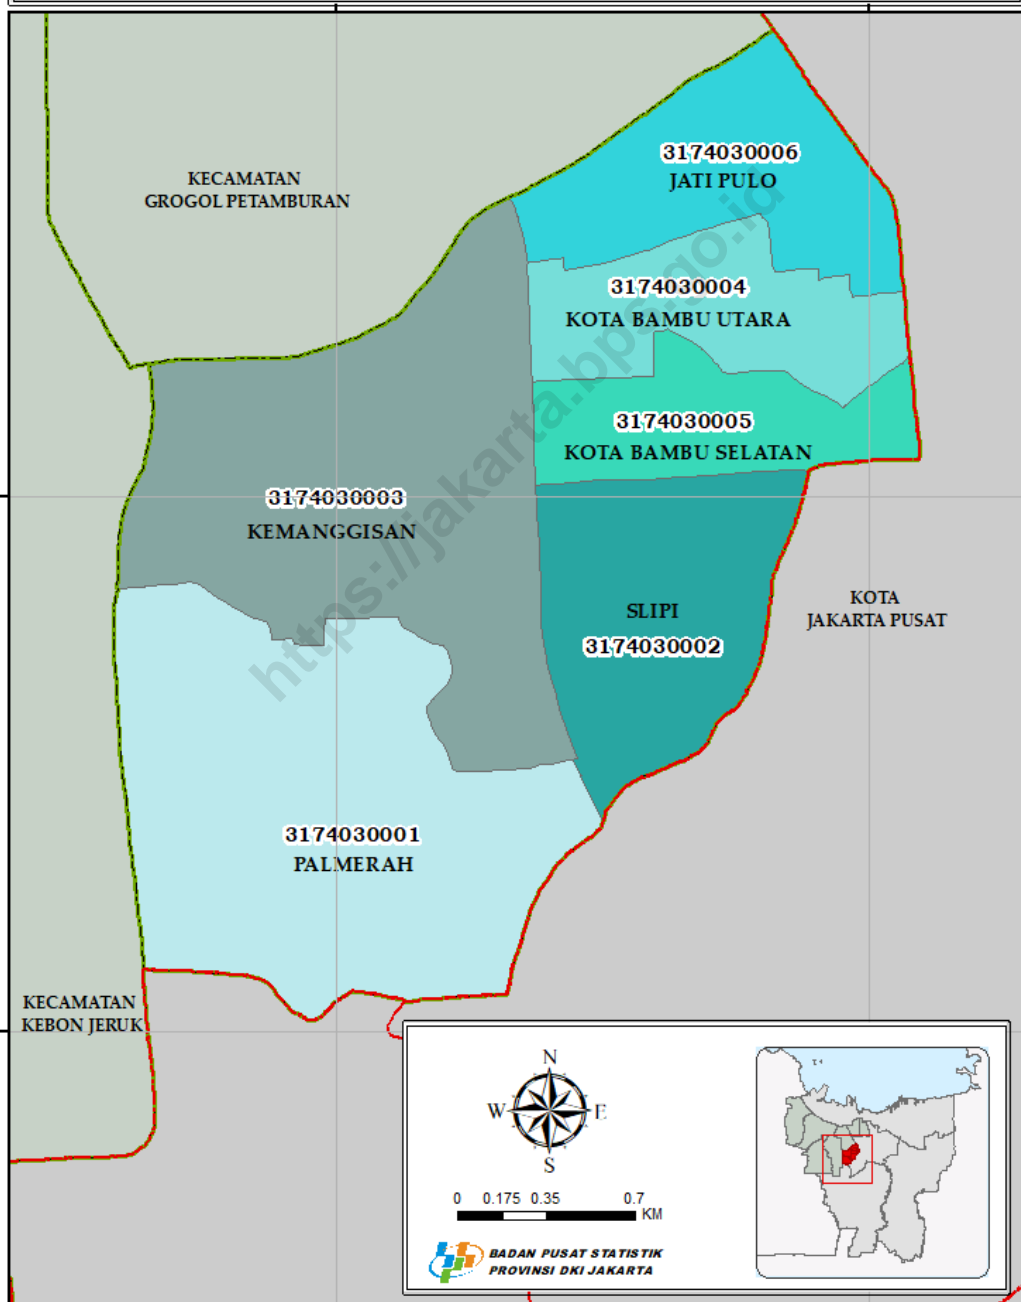 3174030006
JATI PULO
KECAMATAN
GROGOL PETAMBURAN
3174030004
KOTA BAMBU UTARA
3174030005
KOTA BAMBU SELATAN
3174030003
KEMANGGISAN
https://jakarta.bps.go.id
SLIPI
3174030002
KOTA
JAKARTA PUSAT
3174030001
PALMERAH
KECAMATAN
KEBON JERUK
N
W E
S
0 0.175 0.35 0.7
KM
BADAN PUSAT STATISTIK
PROVINSI DKI JAKARTA